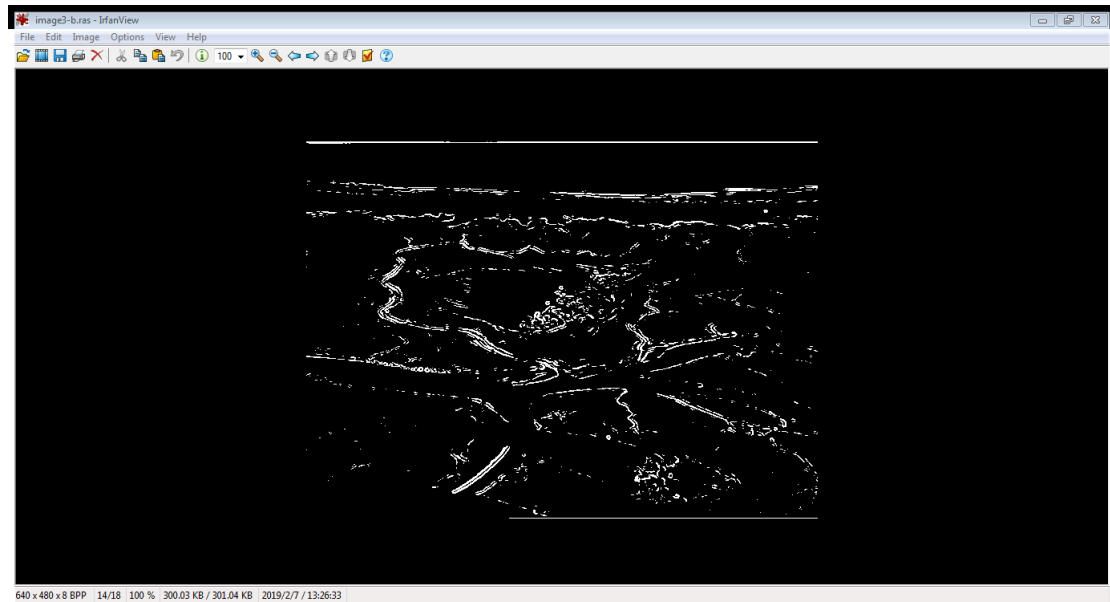 image3-b.ras - IrfanView
File Edit Image Options View Help
100
640 x 480 x 8 BPP 14/18 100 % 300.03 KB / 301.04 KB 2019/2/7 / 13:26:33